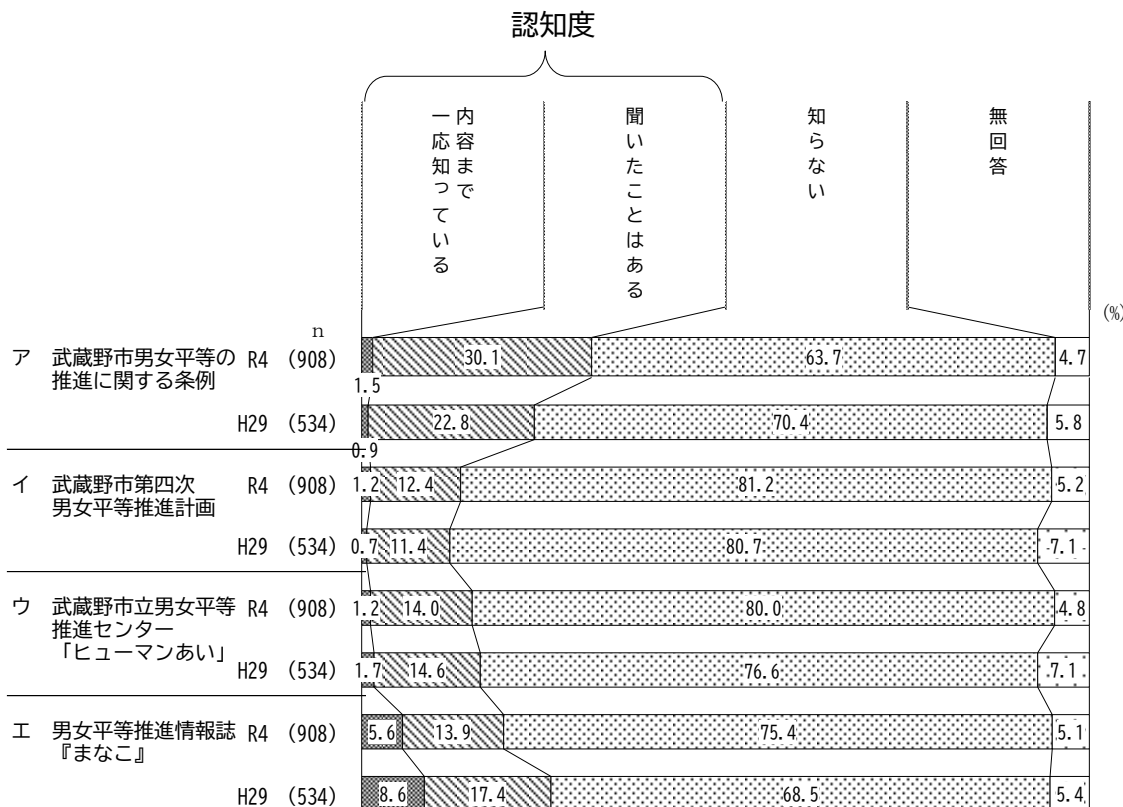 認知度
内容まで
一応知っている
聞いたことはある
知らない
無回答
(%)
n
ア 武蔵野市男女平等の 推進に関する条例 R4 (908) 1.5 30.1 63.7 4.7
H29 (534) 0.9 22.8 70.4 5.8
イ 武蔵野市第四次 男女平等推進計画 R4 (908) 1.2 12.4 81.2 5.2
H29 (534) 0.7 11.4 80.7 7.1
ウ 武蔵野市立男女平等 推進センター 「ヒューマンあい」 R4 (908) 1.2 14.0 80.0 4.8
H29 (534) 1.7 14.6 76.6 7.1
エ 男女平等推進情報誌 『まなこ』 R4 (908) 5.6 13.9 75.4 5.1
H29 (534) 8.6 17.4 68.5 5.4